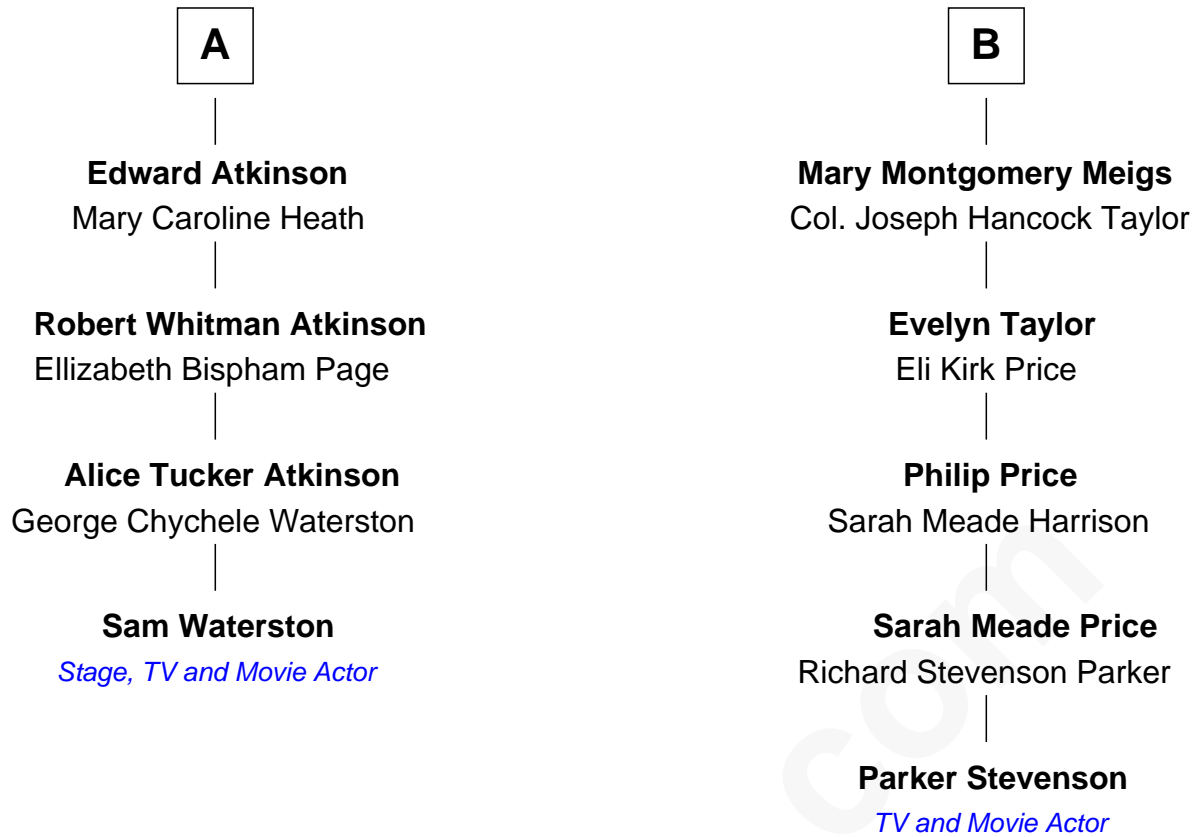 A
Edward Atkinson
Mary Caroline Heath
Robert Whitman Atkinson
Ellizabeth Bispham Page
Alice Tucker Atkinson
George Chychele Waterston
Sam Waterston
Stage, TV and Movie Actor
B
Mary Montgomery Meigs
Col. Joseph Hancock Taylor
Evelyn Taylor
Eli Kirk Price
Philip Price
Sarah Meade Harrison
Sarah Meade Price
Richard Stevenson Parker
Parker Stevenson
TV and Movie Actor
com